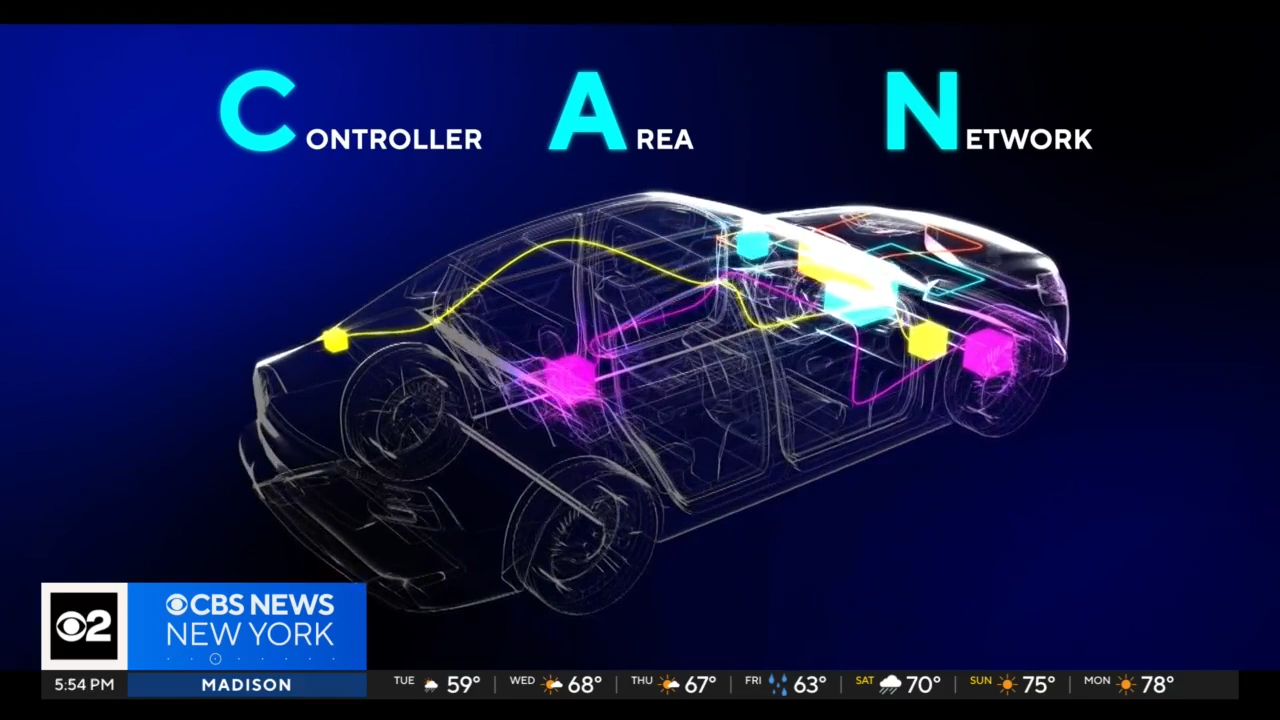 CONTROLLER AREA NETWORK
2
CBS NEWS
NEW YORK
5:54 PM
MADISON
TUE 59° | WED 68° | THU 67° | FRI 63° | SAT 70° | SUN 75° | MON 78°